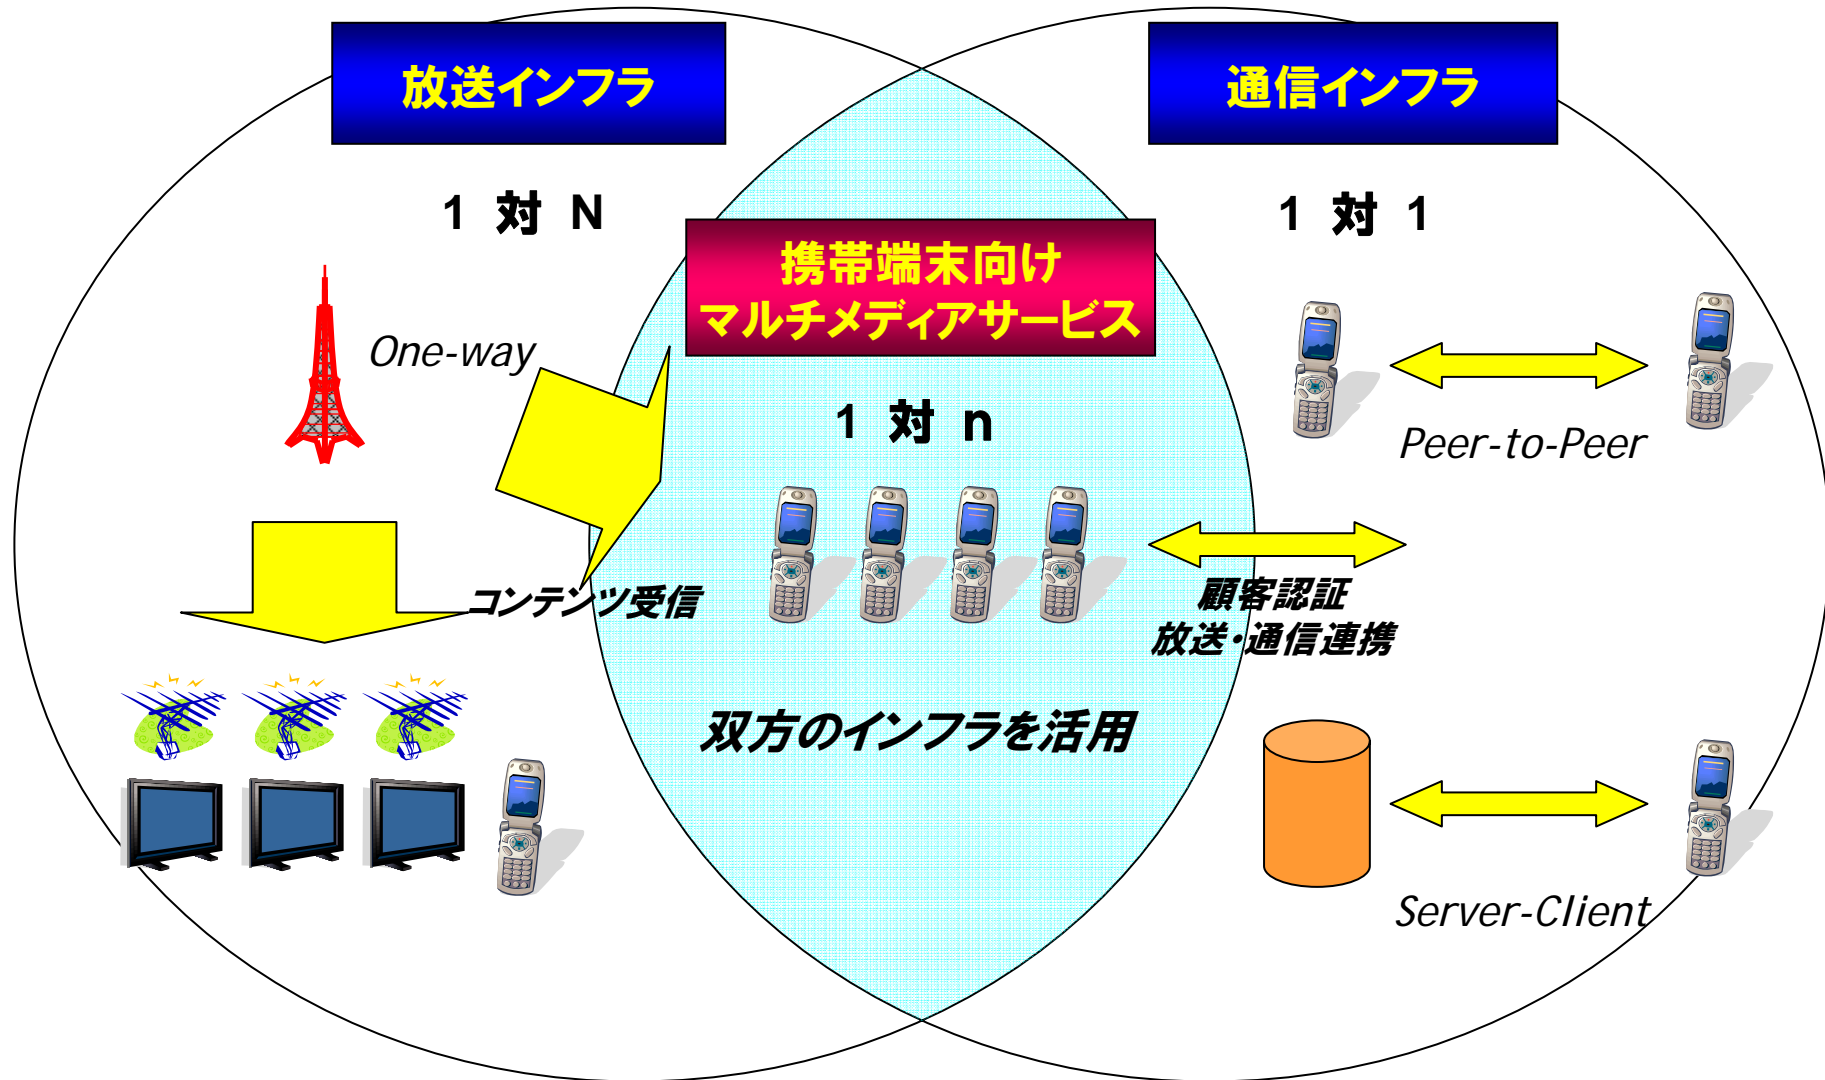 放送インフラ
通信インフラ
1 対 N
1 対 1
携帯端末向け
マルチメディアサービス
One-way
1 対 n
Peer-to-Peer
コンテンツ受信
顧客認証
放送・通信連携
双方のインフラを活用
Server-Client